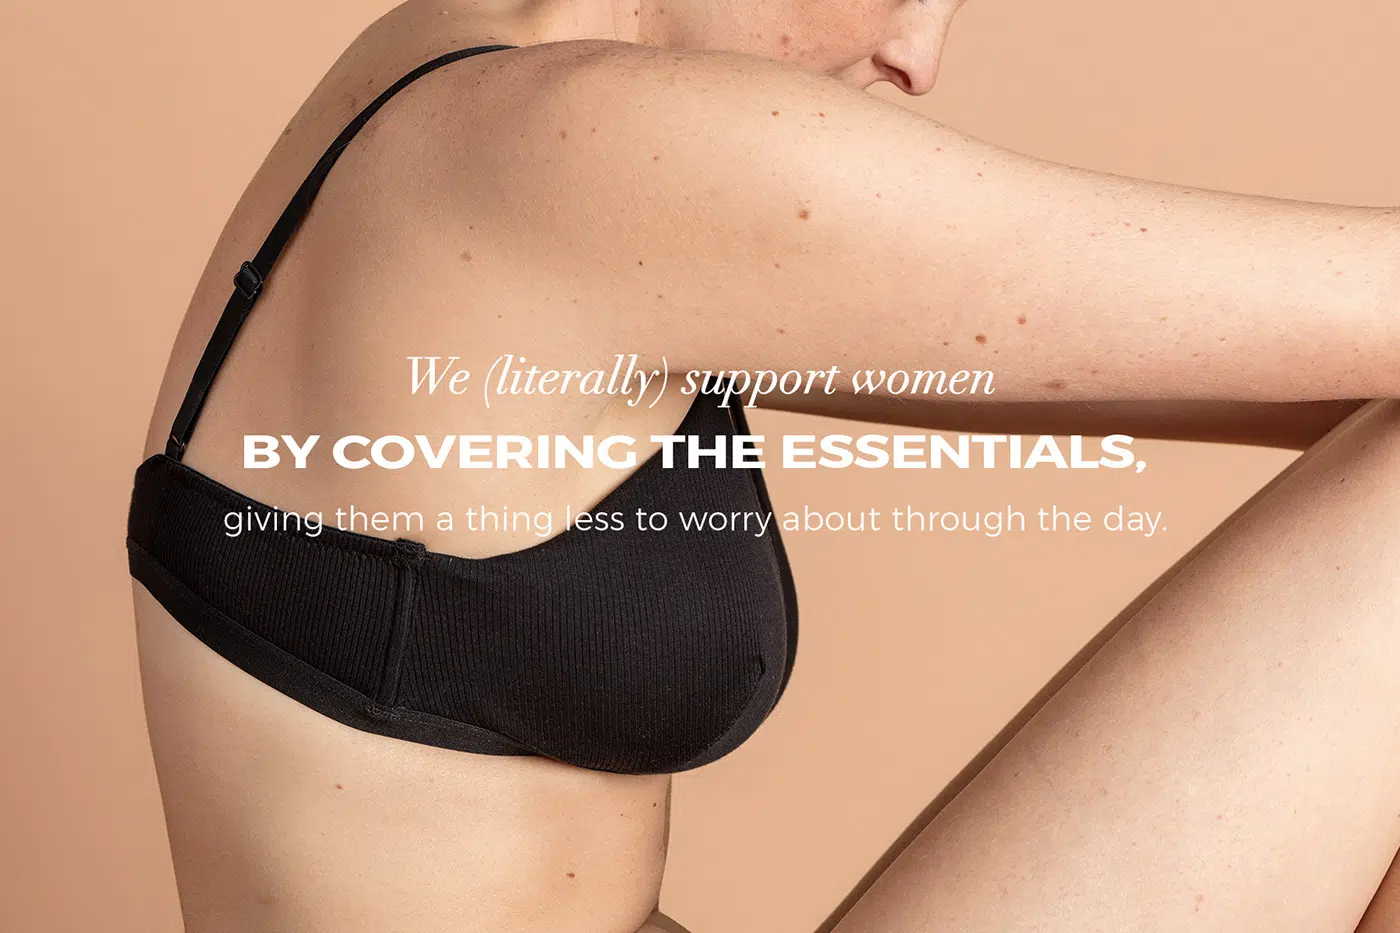 We (literally) support women
BY COVERING THE ESSENTIALS,
giving them a thing less to worry about through the day.